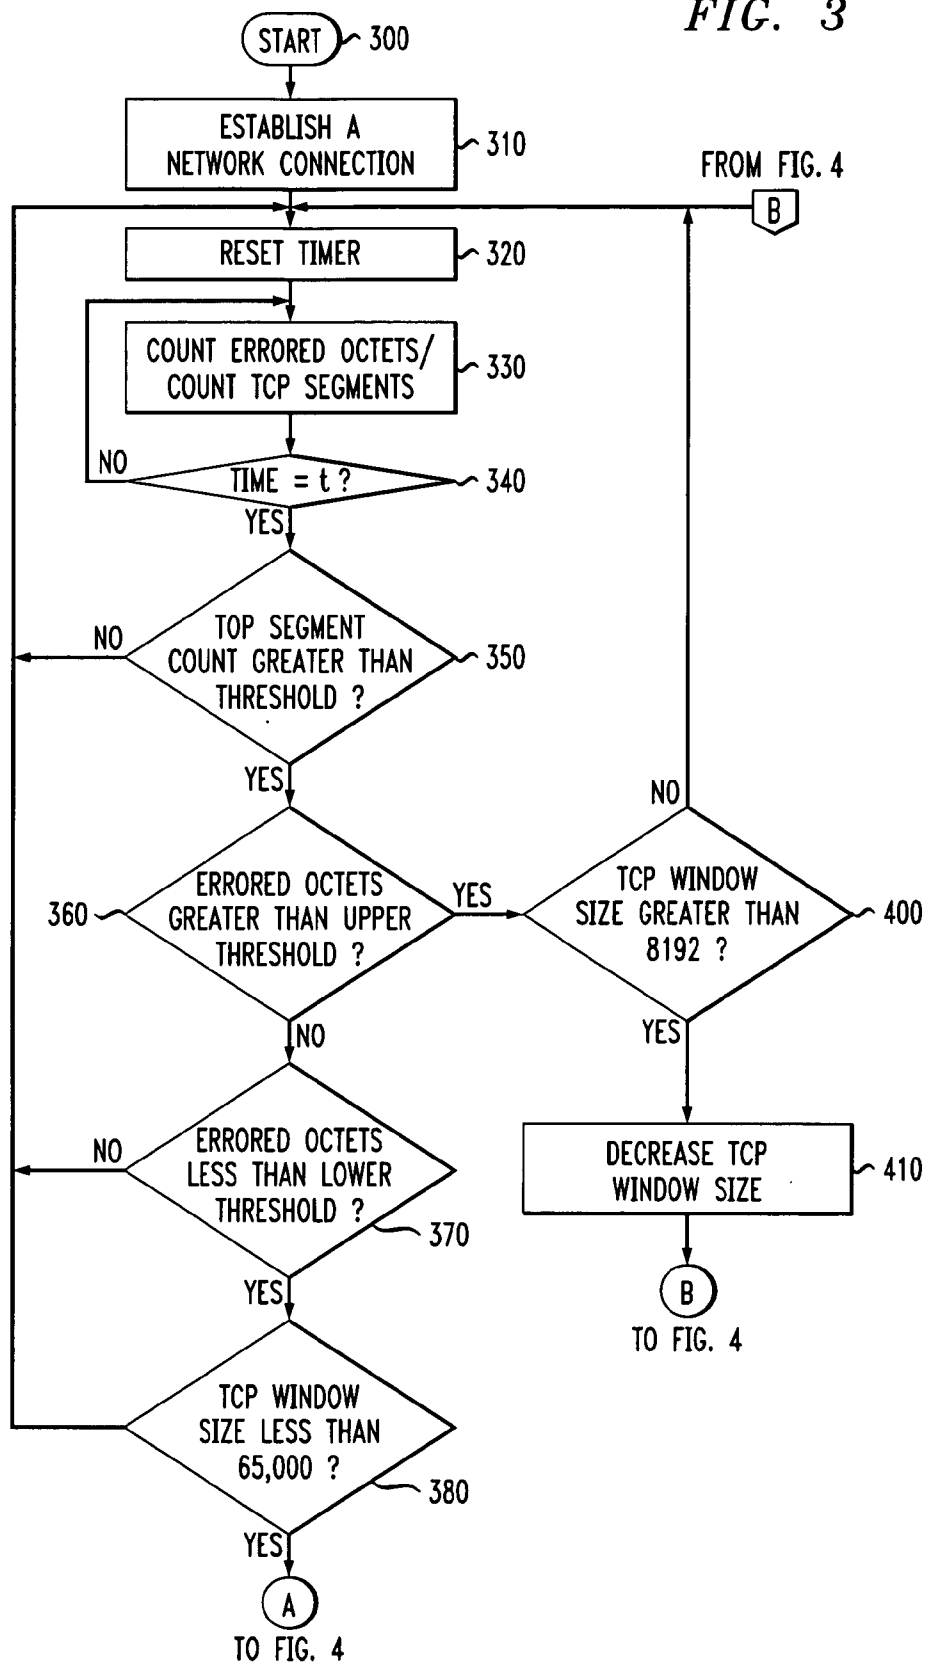 FIG. 3
START
300
ESTABLISH A
NETWORK CONNECTION
310
FROM FIG. 4
B
RESET TIMER
320
COUNT ERRORED OCTETS/
COUNT TCP SEGMENTS
330
NO
TIME = t ?
340
YES
NO
TOP SEGMENT
COUNT GREATER THAN
THRESHOLD ?
350
YES
360
ERRORED OCTETS
GREATER THAN UPPER
THRESHOLD ?
YES
NO
NO
TCP WINDOW
SIZE GREATER THAN
8192 ?
400
YES
NO
ERRORED OCTETS
LESS THAN LOWER
THRESHOLD ?
370
YES
DECREASE TCP
WINDOW SIZE
410
B
TO FIG. 4
TCP WINDOW
SIZE LESS THAN
65,000 ?
380
YES
A
TO FIG. 4